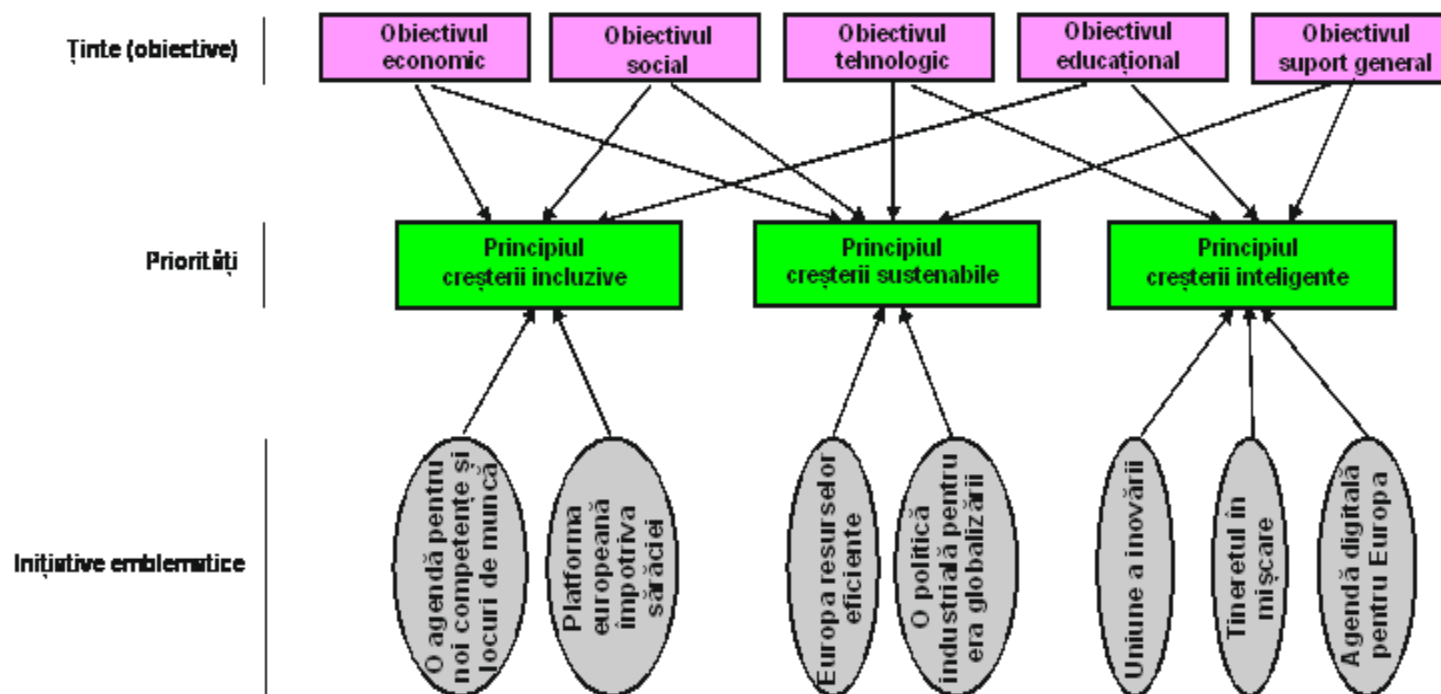 Ținte (obiective)
Obiectivul
economic
Obiectivul
social
Obiectivul
tehnologic
Obiectivul
educațional
Obiectivul
suport general
Priorități
Principiul
creșterii incluzive
Principiul
creșterii sustenabile
Principiul
creșterii inteligente
Inițiative emblematice
O agendă pentru
noi competențe și
locuri de muncă
Platforma
europeană
împotriva
sărăciei
Europa resurselor
eficiente
O politică
industrială pentru
era globalizării
Uniune a inovării
Tineretul în
mișcare
Agendă digitală
pentru Europa